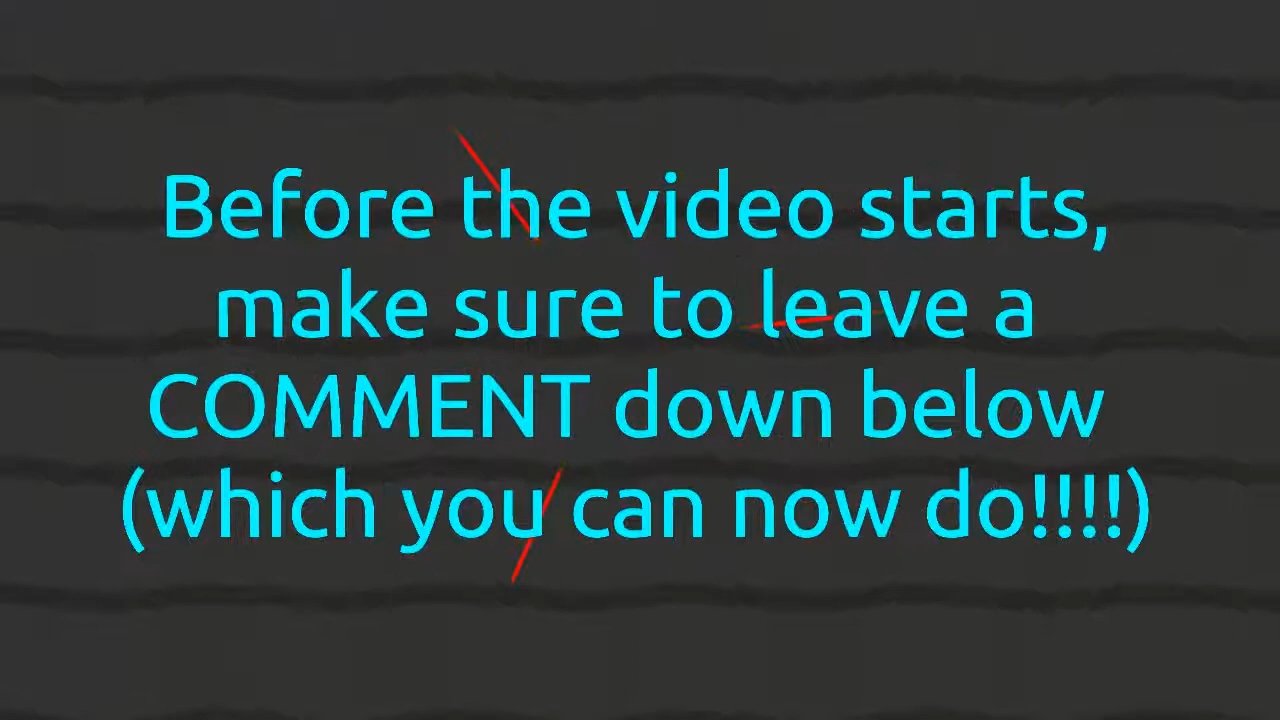 Before the video starts,
make sure to leave a
COMMENT down below
(which you can now do!!!!)